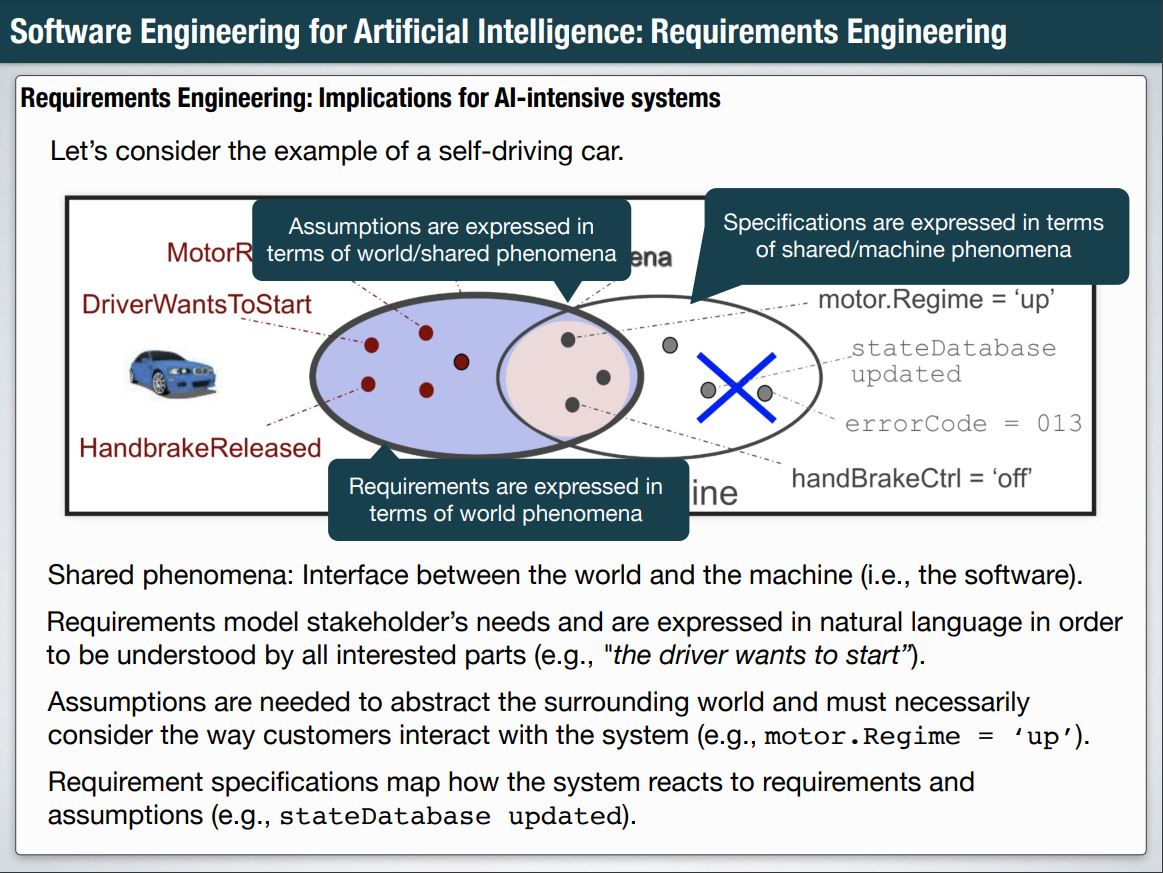 Software Engineering for Artificial Intelligence: Requirements Engineering
Requirements Engineering: Implications for AI-intensive systems
Let's consider the example of a self-driving car.
Assumptions are expressed in
terms of world/shared phenomena
Specifications are expressed in terms
of shared/machine phenomena
MotorR
ena
DriverWantsToStart
motor.Regime = ‘up’
stateDatabase
updated
errorCode = 013
HandbrakeReleased
handBrakeCtrl = ‘off’
Requirements are expressed in
terms of world phenomena
ine
Shared phenomena: Interface between the world and the machine (i.e., the software).
Requirements model stakeholder’s needs and are expressed in natural language in order
to be understood by all interested parts (e.g., "the driver wants to start”).
Assumptions are needed to abstract the surrounding world and must necessarily
consider the way customers interact with the system (e.g., motor.Regime = ‘up’).
Requirement specifications map how the system reacts to requirements and
assumptions (e.g., stateDatabase updated).